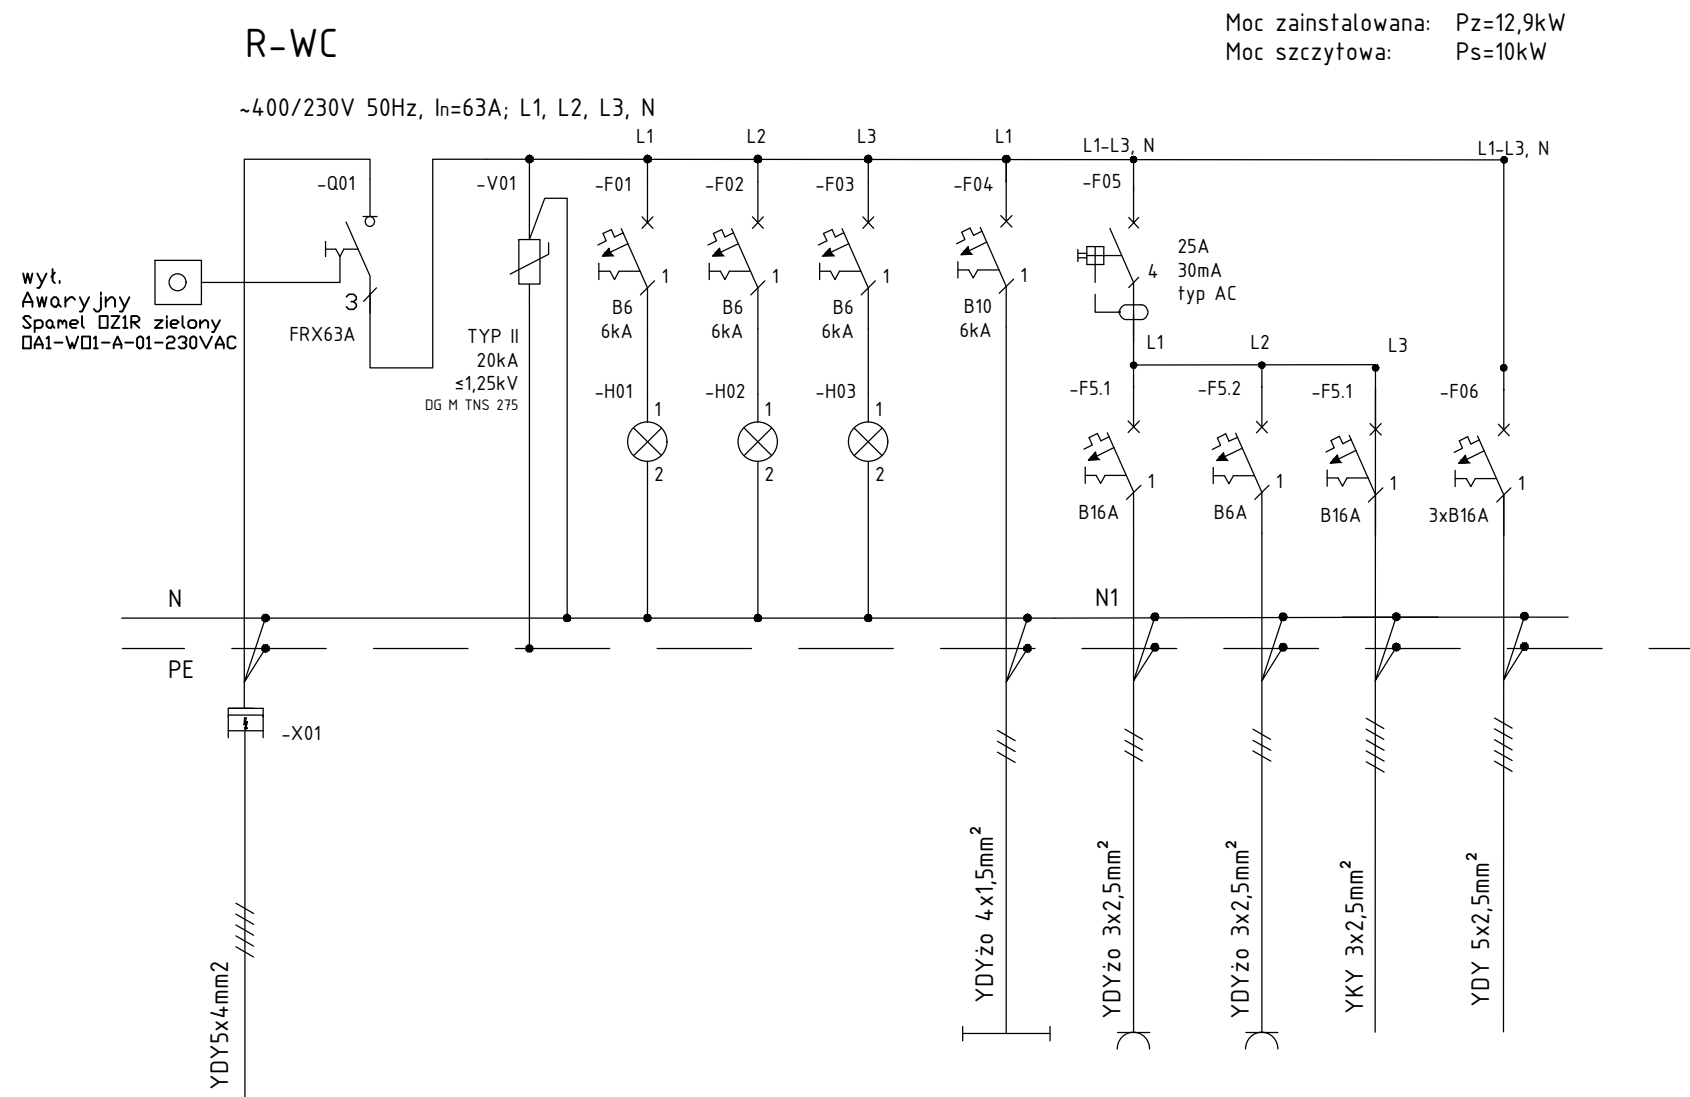 Moc zainstalowana: Pz=12,9kW
Moc szczytowa: Ps=10kW
R-WC
~400/230V 50Hz, In=63A; L1, L2, L3, N
L1
L2
L3
L1
L1-L3, N
L1-L3, N
-Q01
-V01
-F01
-F02
-F03
-F04
-F05
25A
30mA
typ AC
4
wył.
Awaryjny
Spamel □Z1R zielony
□A1-W□1-A-01-230VAC
3
FRX63A
1
B6
6kA
1
B6
6kA
1
B6
6kA
1
B10
6kA
TYP II
20kA
≤1,25kV
DG M TNS 275
L1
L2
L3
-H01
1
2
-H02
1
2
-H03
1
2
-F5.1
-F5.2
-F5.1
-F06
1
B16A
1
B6A
1
B16A
1
3xB16A
N
N1
PE
-X01
YDY5x4mm2
YDYżo 4x1,5mm²
YDYżo 3x2,5mm²
YDYżo 3x2,5mm²
YKY 3x2,5mm²
YDY 5x2,5mm²